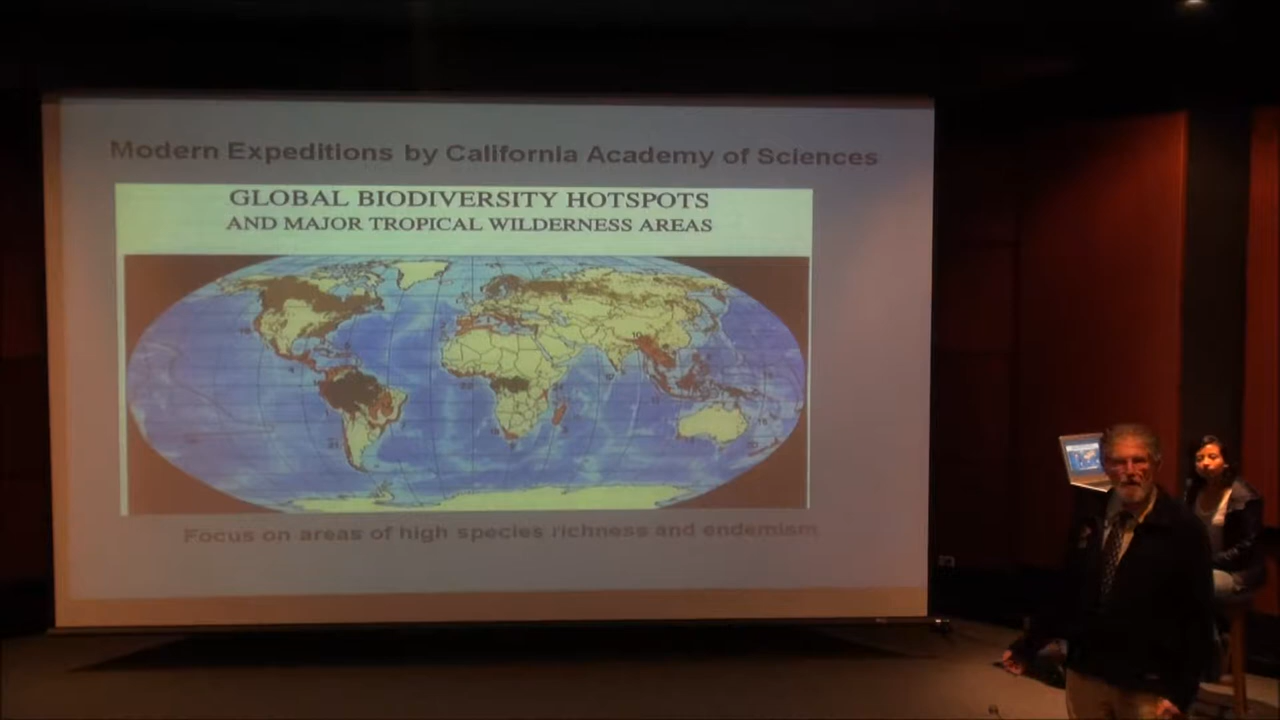 Modern Expeditions by California Academy of Sciences
GLOBAL BIODIVERSITY HOTSPOTS
AND MAJOR TROPICAL WILDERNESS AREAS
Focus on areas of high species richness and endemism